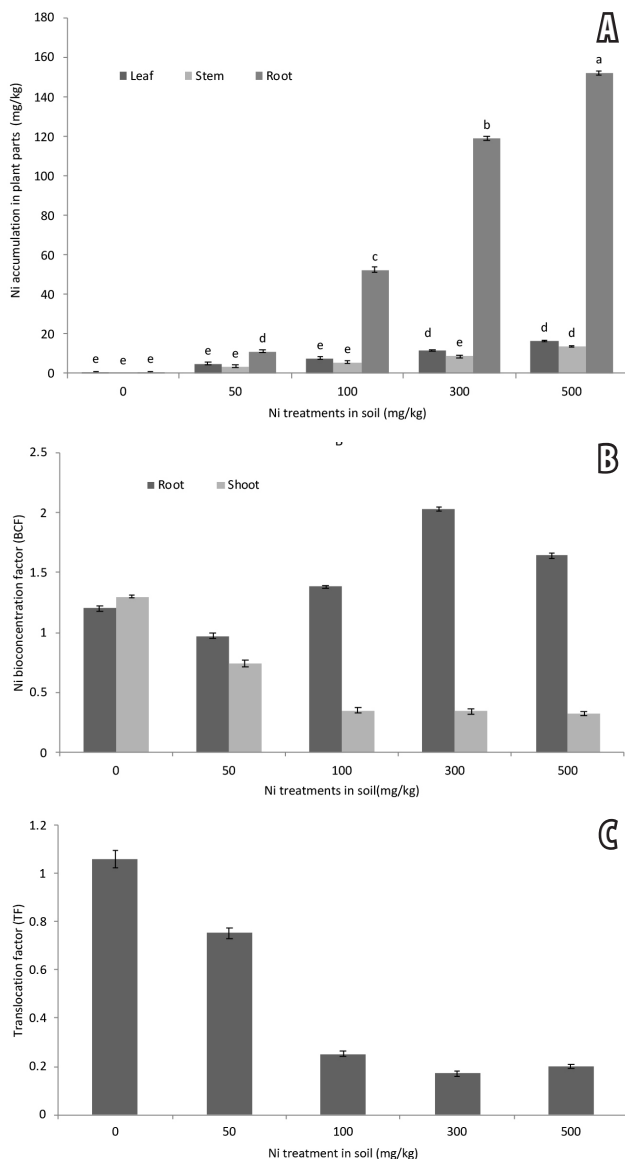 A
180
160
140
120
100
80
60
40
20
0
Ni accumulation in plant parts (mg/kg)
Leaf Stem Root
e e e
e e d
e e c
d e b
d d a
0 50 100 300 500
Ni treatments in soil (mg/kg)
B
2.5
2
1.5
1
0.5
0
Ni bioconcentration factor (BCF)
Root Shoot
0 50 100 300 500
Ni treatments in soil(mg/kg)
C
1.2
1
0.8
0.6
0.4
0.2
0
Translocation factor (TF)
0 50 100 300 500
Ni treatment in soil (mg/kg)